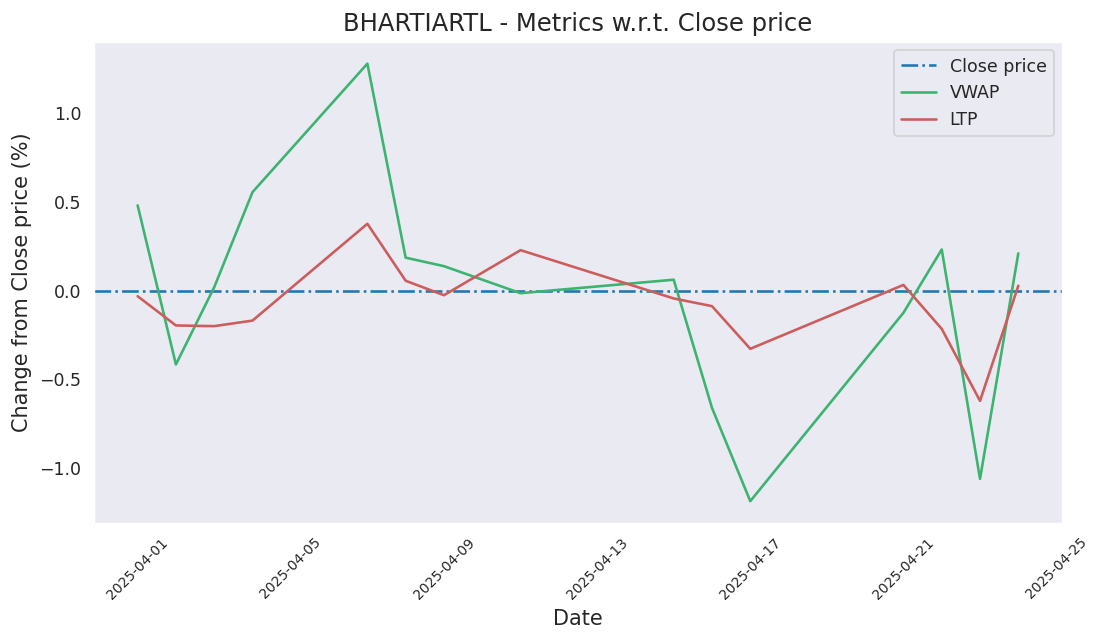 BHARTIARTL - Metrics w.r.t. Close price
Close price
VWAP
LTP
Change from Close price (%)
1.0
0.5
0.0
−0.5
−1.0
2025-04-01
2025-04-05
2025-04-09
2025-04-13
2025-04-17
2025-04-21
2025-04-25
Date